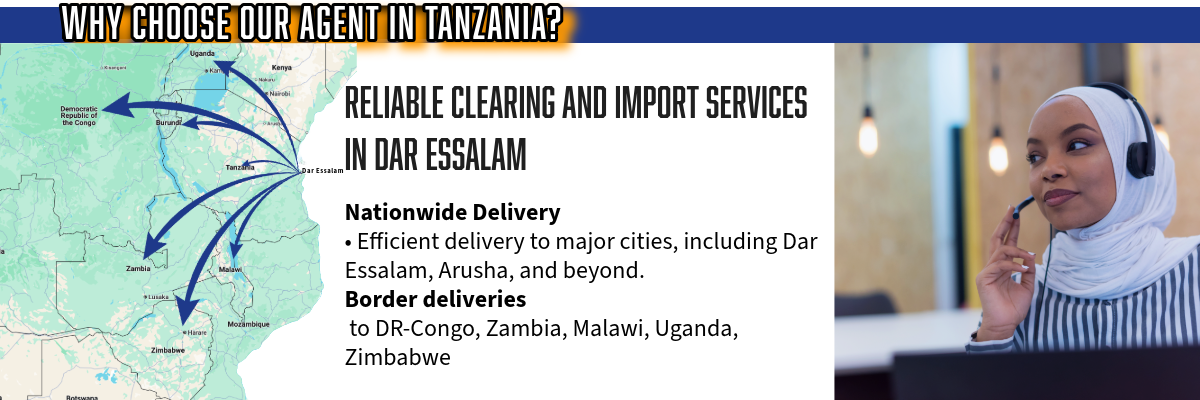 WHY CHOOSE OUR AGENT IN TANZANIA?
RELIABLE CLEARING AND IMPORT SERVICES
IN DAR ESSALAM
Nationwide Delivery
• Efficient delivery to major cities, including Dar
Essalam, Arusha, and beyond.
Border deliveries
to DR-Congo, Zambia, Malawi, Uganda,
Zimbabwe
Uganda
Kisangani
Kenya
Nakuru
Nairobi
Democratic
Republic of
the Congo
Burundi
Tanzania
Dar Essalam
Zambia
Malawi
Lusaka
Harare
Mozambique
Zimbabwe
Botswana